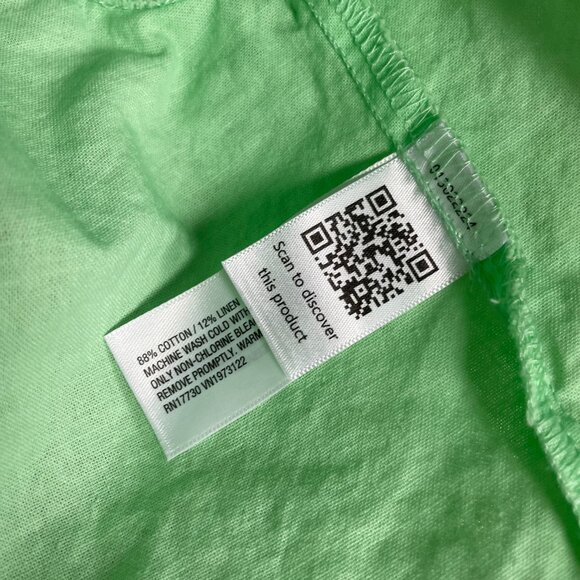 01302224
Scan to discover
this product
88% COTTON / 12% LINEN
MACHINE WASH COLD WITH
ONLY NON-CHLORINE BLEA
REMOVE PROMPTLY. WARM
RN17730 VN1973122